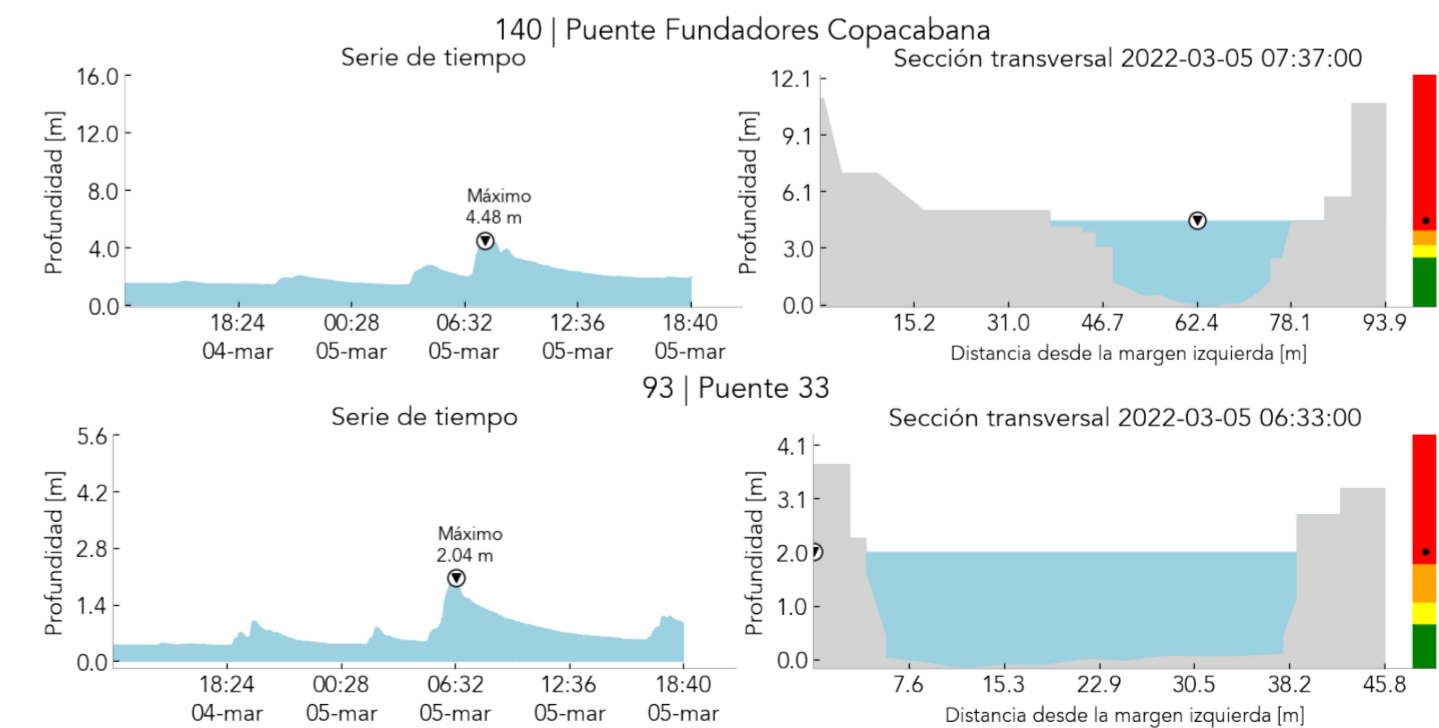 140 | Puente Fundadores Copacabana
Serie de tiempo
16.0
12.0
8.0
4.0
0.0
Profundidad [m]
Máximo
4.48 m
18:24 00:28 06:32 12:36 18:40
04-mar 05-mar 05-mar 05-mar 05-mar
Sección transversal 2022-03-05 07:37:00
12.1
9.1
6.1
3.0
0.0
Profundidad [m]
15.2 31.0 46.7 62.4 78.1 93.9
Distancia desde la margen izquierda [m]
93 | Puente 33
Serie de tiempo
5.6
4.2
2.8
1.4
0.0
Profundidad [m]
Máximo
2.04 m
18:24 00:28 06:32 12:36 18:40
04-mar 05-mar 05-mar 05-mar 05-mar
Sección transversal 2022-03-05 06:33:00
4.1
3.1
2.0
1.0
0.0
Profundidad [m]
7.6 15.3 22.9 30.5 38.2 45.8
Distancia desde la margen izquierda [m]